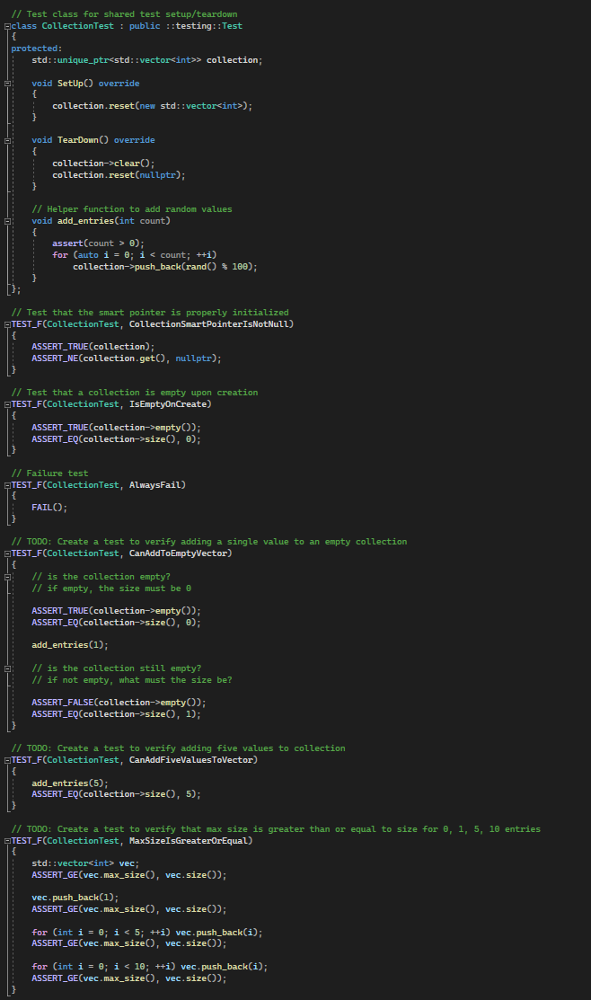 // Test class for shared test setup/teardown
class CollectionTest : public ::testing::Test
{
protected:
    std::unique_ptr<std::vector<int>> collection;

    void SetUp() override
    {
        collection.reset(new std::vector<int>);
    }

    void TearDown() override
    {
        collection->clear();
        collection.reset(nullptr);
    }

    // Helper function to add random values
    void add_entries(int count)
    {
        assert(count > 0);
        for (auto i = 0; i < count; ++i)
            collection->push_back(rand() % 100);
    }
};

// Test that the smart pointer is properly initialized
TEST_F(CollectionTest, CollectionSmartPointerIsNotNull)
{
    ASSERT_TRUE(collection);
    ASSERT_NE(collection.get(), nullptr);
}

// Test that a collection is empty upon creation
TEST_F(CollectionTest, IsEmptyOnCreate)
{
    ASSERT_TRUE(collection->empty());
    ASSERT_EQ(collection->size(), 0);
}

// Failure test
TEST_F(CollectionTest, AlwaysFail)
{
    FAIL();
}

// TODO: Create a test to verify adding a single value to an empty collection
TEST_F(CollectionTest, CanAddToEmptyVector)
{
    // is the collection empty?
    // if empty, the size must be 0

    ASSERT_TRUE(collection->empty());
    ASSERT_EQ(collection->size(), 0);

    add_entries(1);

    // is the collection still empty?
    // if not empty, what must the size be?

    ASSERT_FALSE(collection->empty());
    ASSERT_EQ(collection->size(), 1);
}

// TODO: Create a test to verify adding five values to collection
TEST_F(CollectionTest, CanAddFiveValuesToVector)
{
    add_entries(5);
    ASSERT_EQ(collection->size(), 5);
}

// TODO: Create a test to verify that max size is greater than or equal to size for 0, 1, 5, 10 entries
TEST_F(CollectionTest, MaxSizeIsGreaterOrEqual)
{
    std::vector<int> vec;
    ASSERT_GE(vec.max_size(), vec.size());

    vec.push_back(1);
    ASSERT_GE(vec.max_size(), vec.size());

    for (int i = 0; i < 5; ++i) vec.push_back(i);
    ASSERT_GE(vec.max_size(), vec.size());

    for (int i = 0; i < 10; ++i) vec.push_back(i);
    ASSERT_GE(vec.max_size(), vec.size());
}